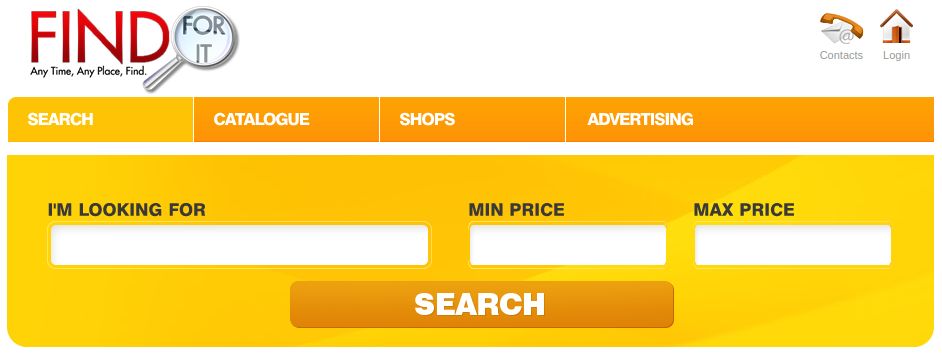 FIND FOR IT
Any Time, Any Place, Find.
@
Contacts
Login
SEARCH
CATALOGUE
SHOPS
ADVERTISING
I'M LOOKING FOR
MIN PRICE
MAX PRICE
SEARCH